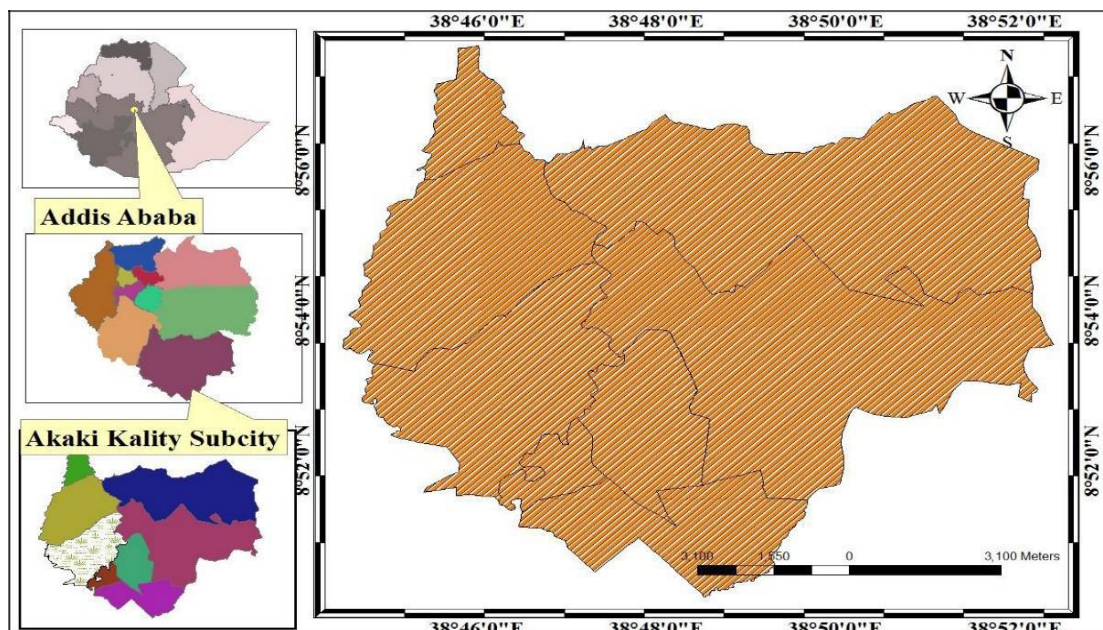 38°46'0"E 38°48'0"E 38°50'0"E 38°52'0"E
N
W E
S
8°56'0"N 8°56'0"N
Addis Ababa
8°54'0"N 8°54'0"N
Akaki Kality Subcity
8°52'0"N 8°52'0"N
3,100 1,550 0 3,100 Meters
38°46'0"E 38°48'0"E 38°50'0"E 38°52'0"E